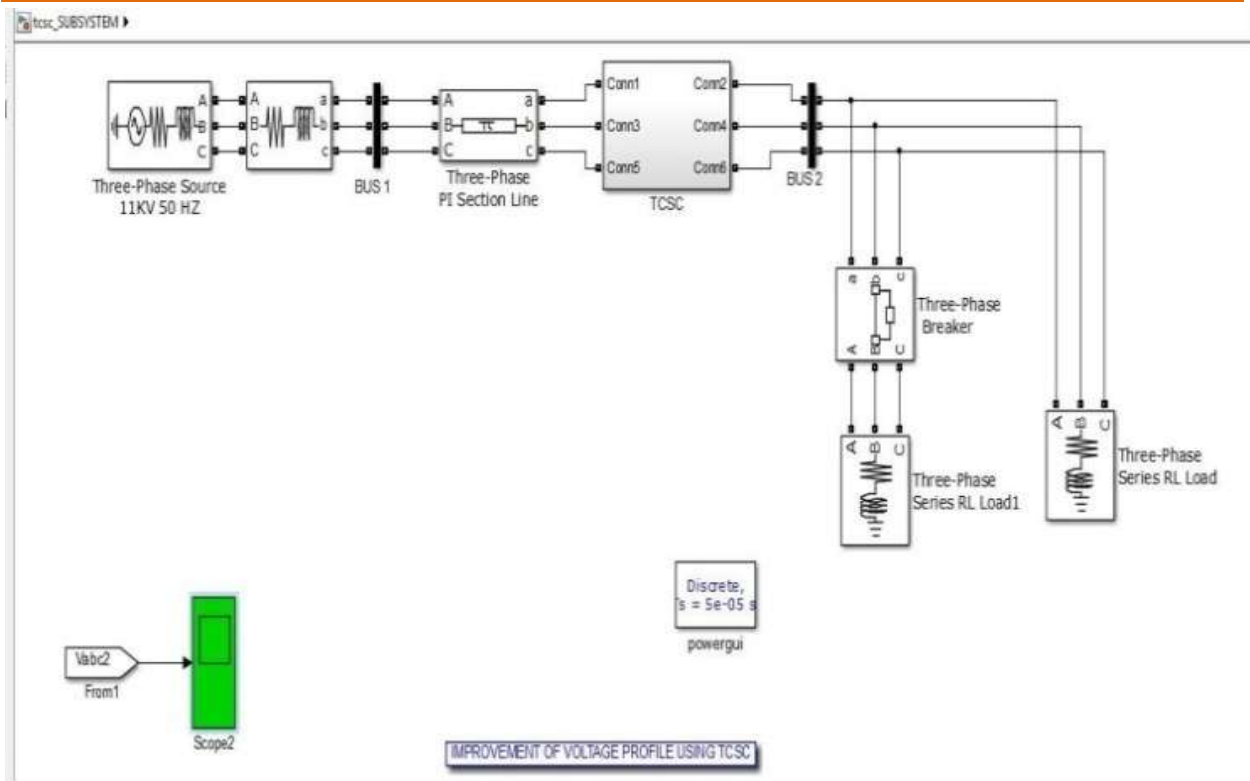 tcsc_SUBSYSTEM
A
B
C
A
B
C
a
b
c
A
B
C
a
b
c
Conn1
Conn2
Conn3
Conn4
Conn5
Conn6
Three-Phase Source
11KV 50 HZ
BUS 1
Three-Phase
PI Section Line
TCSC
BUS 2
a
b
c
Three-Phase
Breaker
A
B
C
A
B
C
Three-Phase
Series RL Load1
A
B
C
Three-Phase
Series RL Load
Discrete,
s = 5e-05 s
powergui
Vabc2
From1
Scope2
IMPROVEMENT OF VOLTAGE PROFILE USING TCSC